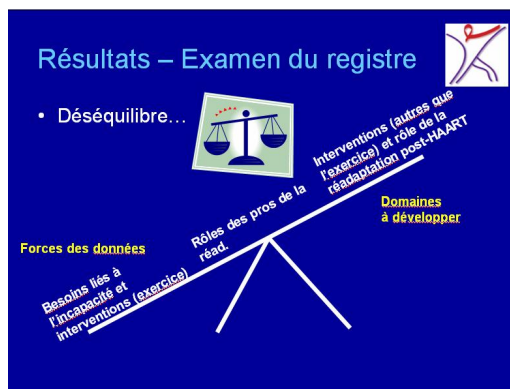 Résultats – Examen du registre
• Déséquilibre…
Interventions (autres que
l'exercice) et rôle de la
réadaptation post-HAART
Domaines
à développer
Rôles des pros de la
réad.
Forces des données
Besoins liés à
l'incapacité et
interventions (exercice)